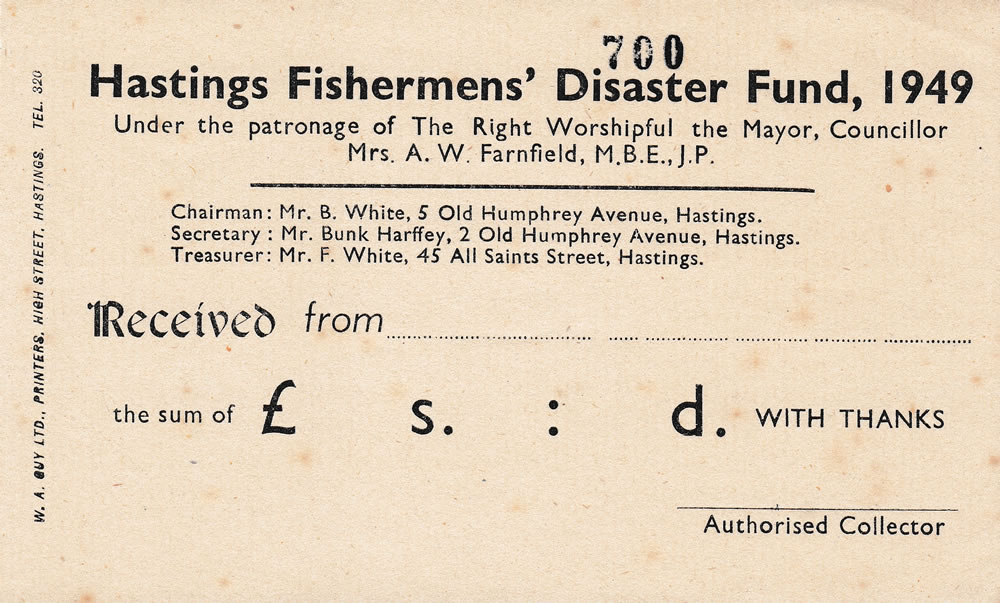 700
Hastings Fishermens' Disaster Fund, 1949
Under the patronage of The Right Worshipful the Mayor, Councillor
Mrs. A. W. Farnfield, M.B.E., J.P.
Chairman: Mr. B. White, 5 Old Humphrey Avenue, Hastings.
Secretary : Mr. Bunk Harffey, 2 Old Humphrey Avenue, Hastings.
Treasurer: Mr. F. White, 45 All Saints Street, Hastings.
Received from
the sum of £ s. : d. WITH THANKS
Authorised Collector
W. A. GUY LTD., PRINTERS, HIGH STREET, HASTINGS. TEL. 320